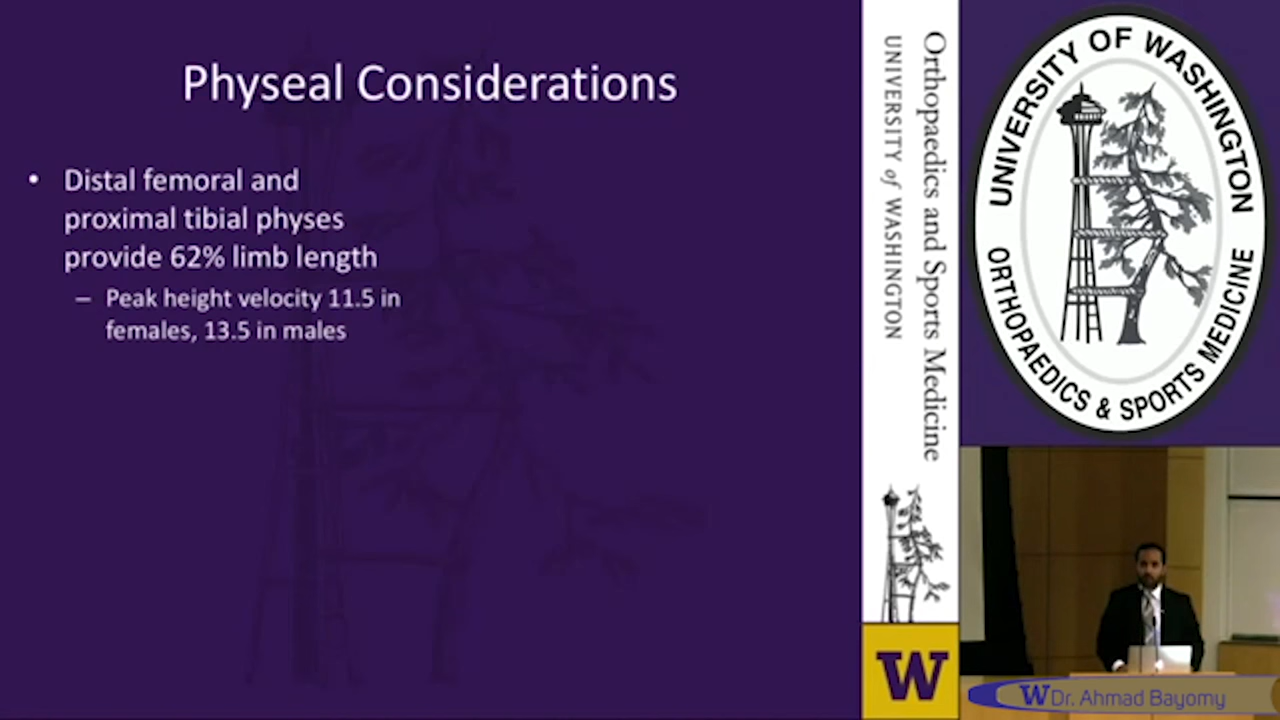 Physeal Considerations
• Distal femoral and
proximal tibial physes
provide 62% limb length
– Peak height velocity 11.5 in
females, 13.5 in males
Orthopaedics and Sports Medicine
UNIVERSITY of WASHINGTON
W
UNIVERSITY OF WASHINGTON
ORTHOPAEDICS & SPORTS MEDICINE
W Dr. Ahmad Bayomy